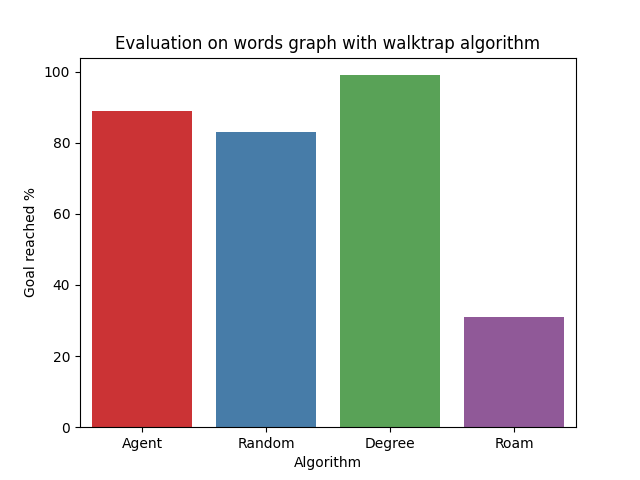 Evaluation on words graph with walktrap algorithm
100
80
60
40
20
0
Goal reached %
Agent Random Degree Roam
Algorithm